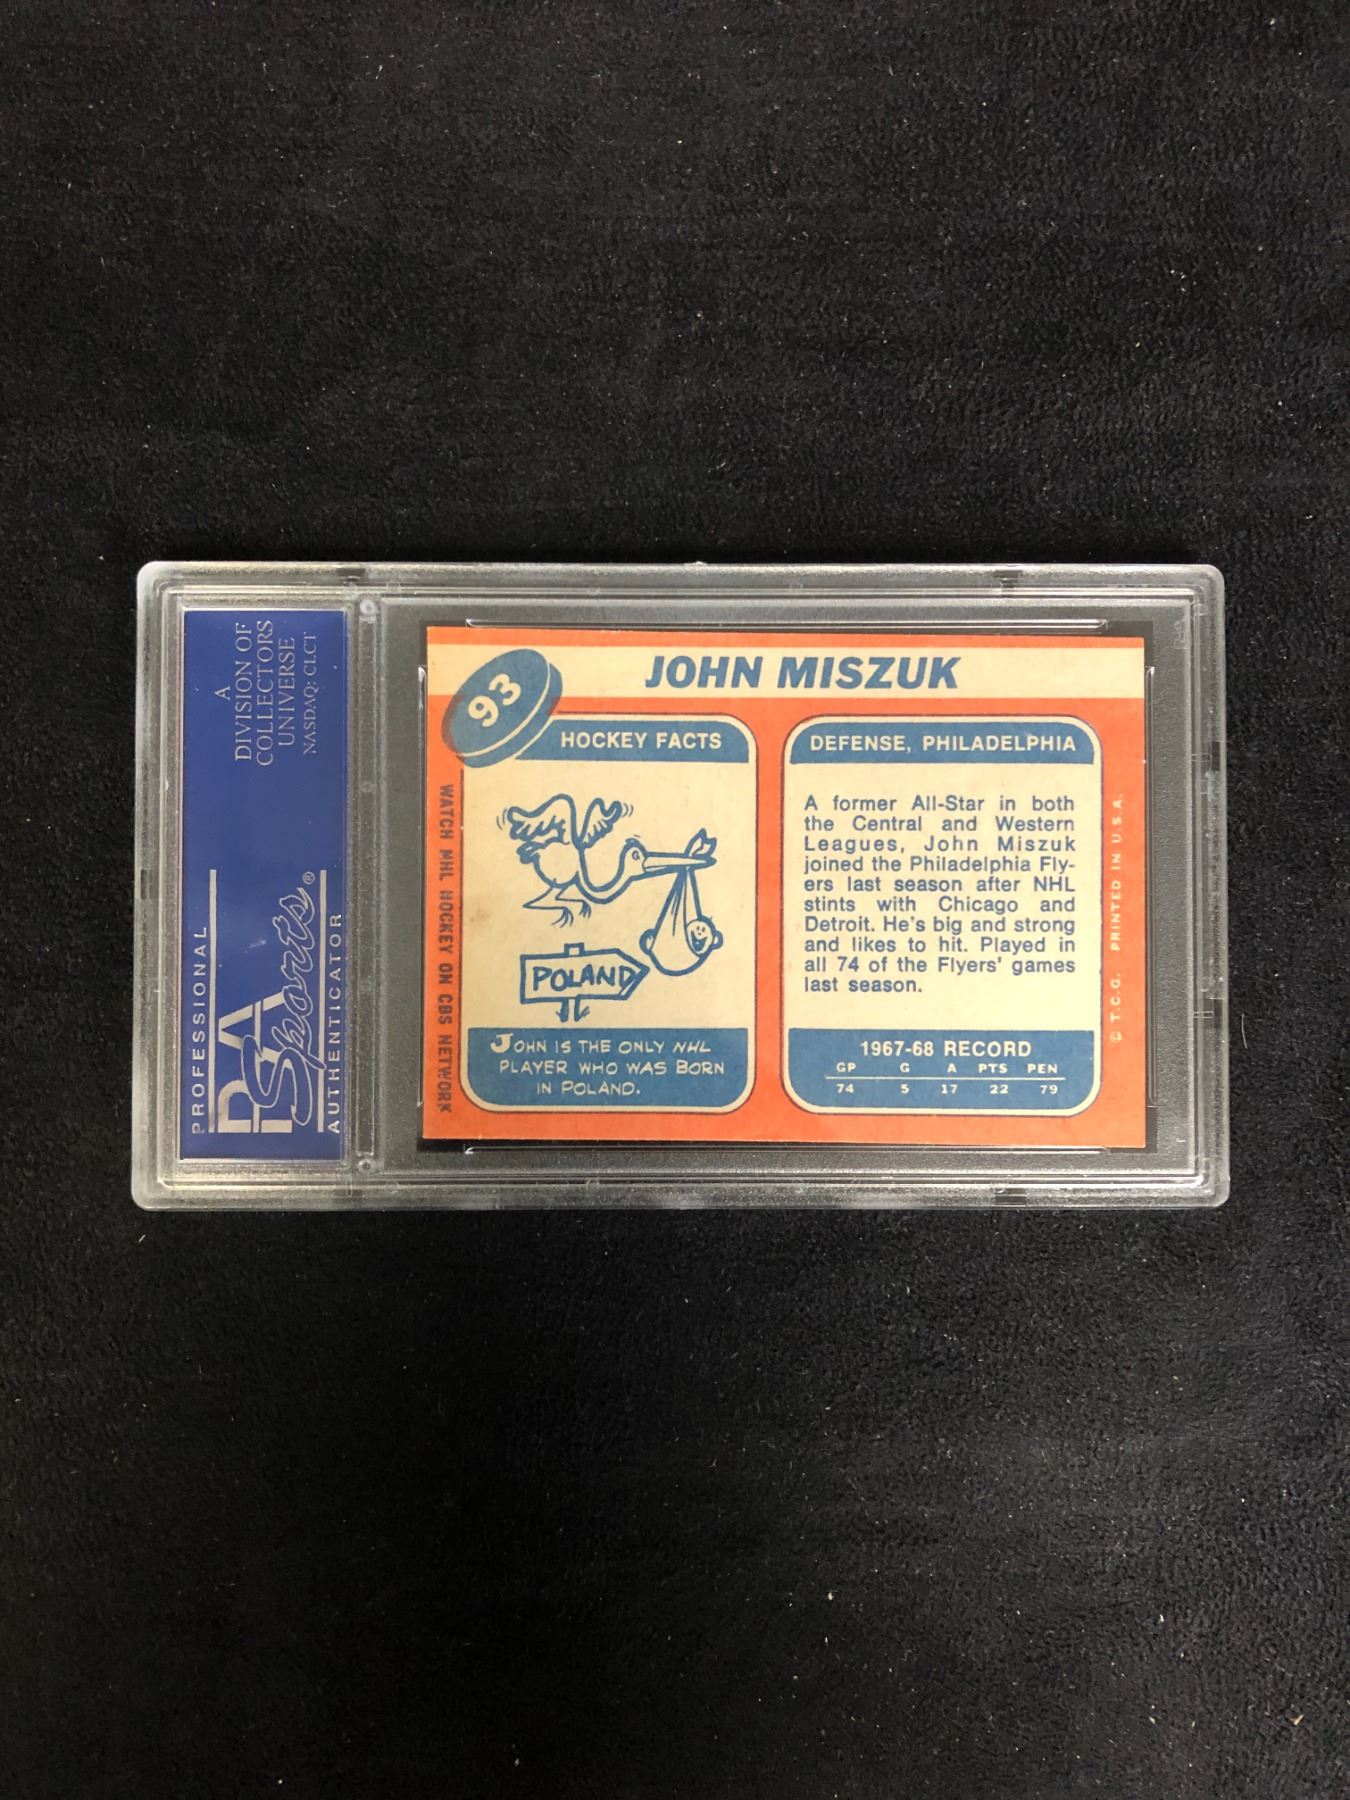 A
DIVISION OF
COLLECTORS
UNIVERSE
NASDAQ: CLCT
PROFESSIONAL
PSA
Sports®
AUTHENTICATOR
93
JOHN MISZUK
HOCKEY FACTS
POLAND
JOHN IS THE ONLY NHL
PLAYER WHO WAS BORN
IN POLAND.
WATCH NHL HOCKEY ON CBS NETWORK
DEFENSE, PHILADELPHIA
A former All-Star in both
the Central and Western
Leagues, John Miszuk
joined the Philadelphia Fly-
ers last season after NHL
stints with Chicago and
Detroit. He's big and strong
and likes to hit. Played in
all 74 of the Flyers' games
last season.
1967-68 RECORD
GP G A PTS PEN
74 5 17 22 79
© T.C.G. PRINTED IN U.S.A.